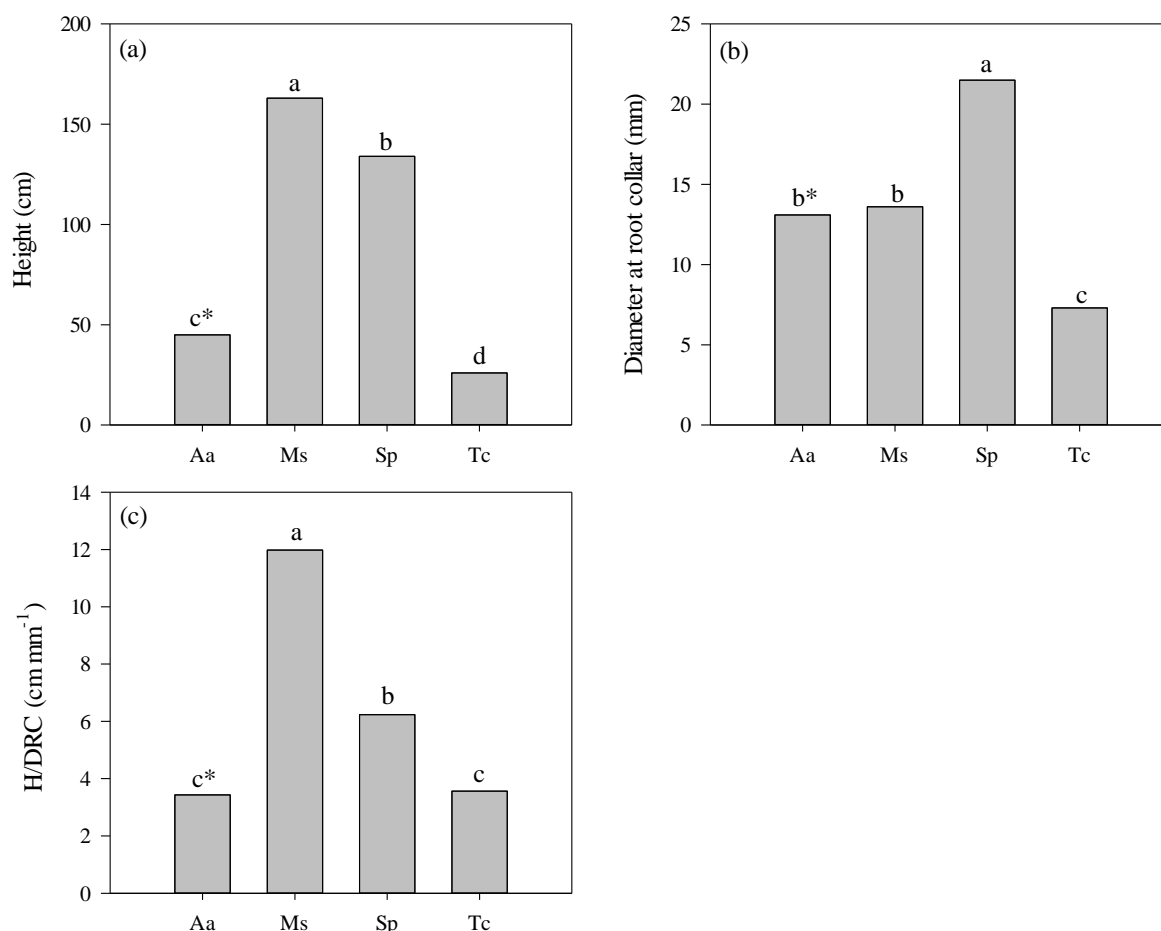 (a)
Height (cm)
200
150
100
50
0
c*
a
b
d
Aa Ms Sp Tc
(b)
Diameter at root collar (mm)
25
20
15
10
5
0
b*
b
a
c
Aa Ms Sp Tc
(c)
H/DRC (cm mm⁻¹)
14
12
10
8
6
4
2
0
c*
a
b
c
Aa Ms Sp Tc